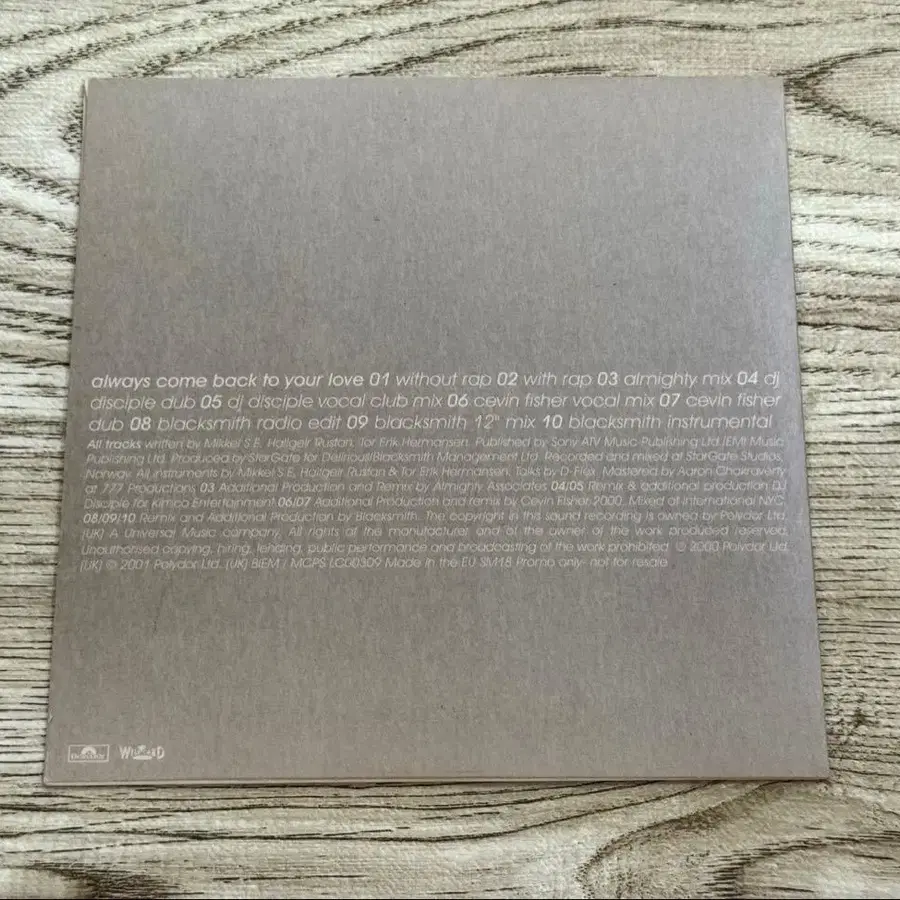 always come back to your love 01 without rap 02 with rap 03 almighty mix 04 dj
disciple dub 05 dj disciple vocal club mix 06 cevin fisher vocal mix 07 cevin fisher
dub 08 blacksmith radio edit 09 blacksmith 12" mix 10 blacksmith instrumental
All tracks written by Mikkel S.E. Hallgeir Rustan. Tor Erik Hermansen. Published by Sony ATV Music Publishing Ltd./EMI Music
Publishing Ltd. Produced by StarGate for Delirious/Blacksmith Management Ltd. Recorded and mixed at StarGate Studios,
Norway. All instruments by Mikkel S.E. Hallgeir Rustan & Tor Erik Hermansen. Talks by D-Flex. Mastered by Aaron Chakraverty
at 777 Productions 03 Additional Production and Remix by Almighty Associates 04/05 Remix & additional production DJ
Disciple for Entertainment 06/07 Additional Production and remix by Cevin Fisher 2000. Mixed at International NYC.
08/09/10 Remix and Additional Production by Blacksmith. The copyright in this sound recording is owned by Polydor Ltd.
(UK) A Universal Music company. All rights of the manufacturer and of the owner of the work produced reserved.
Unauthorised copying, hiring, lending, public performance and broadcasting of the work prohibited. ℗ 2000 Polydor Ltd.
(UK) © 2001 Polydor Ltd. (UK) BIEM / MCPS LC00309 Made in the EU SM18 Promo only- not for resale
Polydor WILDCARD